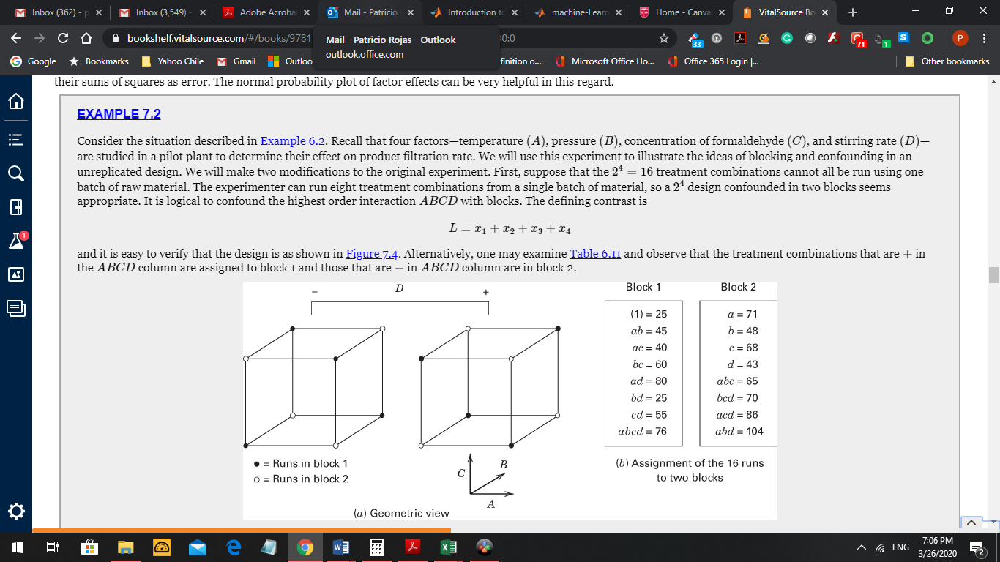 Inbox (362) - p
Inbox (3,549) -
Adobe Acroba
Mail - Patricio
Introduction to
machine-Learn
Home - Canva
VitalSource Bo
bookshelf.vitalsource.com/#/books/9781
0:0
33
71
1
P
Mail - Patricio Rojas - Outlook
outlook.office.com
Google
Bookmarks
Yahoo Chile
Gmail
Outloo
finition o...
Microsoft Office Ho...
Office 365 Login |...
Other bookmarks
their sums of squares as error. The normal probability plot of factor effects can be very helpful in this regard.
EXAMPLE 7.2
Consider the situation described in Example 6.2. Recall that four factors—temperature (A), pressure (B), concentration of formaldehyde (C), and stirring rate (D)—
are studied in a pilot plant to determine their effect on product filtration rate. We will use this experiment to illustrate the ideas of blocking and confounding in an
unreplicated design. We will make two modifications to the original experiment. First, suppose that the 2⁴ = 16 treatment combinations cannot all be run using one
batch of raw material. The experimenter can run eight treatment combinations from a single batch of material, so a 2⁴ design confounded in two blocks seems
appropriate. It is logical to confound the highest order interaction ABCD with blocks. The defining contrast is
L = x₁ + x₂ + x₃ + x₄
and it is easy to verify that the design is as shown in Figure 7.4. Alternatively, one may examine Table 6.11 and observe that the treatment combinations that are + in
the ABCD column are assigned to block 1 and those that are − in ABCD column are in block 2.
− D +
● = Runs in block 1
○ = Runs in block 2
C
B
A
(a) Geometric view
Block 1
(1) = 25
ab = 45
ac = 40
bc = 60
ad = 80
bd = 25
cd = 55
abcd = 76
Block 2
a = 71
b = 48
c = 68
d = 43
abc = 65
bcd = 70
acd = 86
abd = 104
(b) Assignment of the 16 runs
to two blocks
1
ENG
7:06 PM
3/26/2020
2